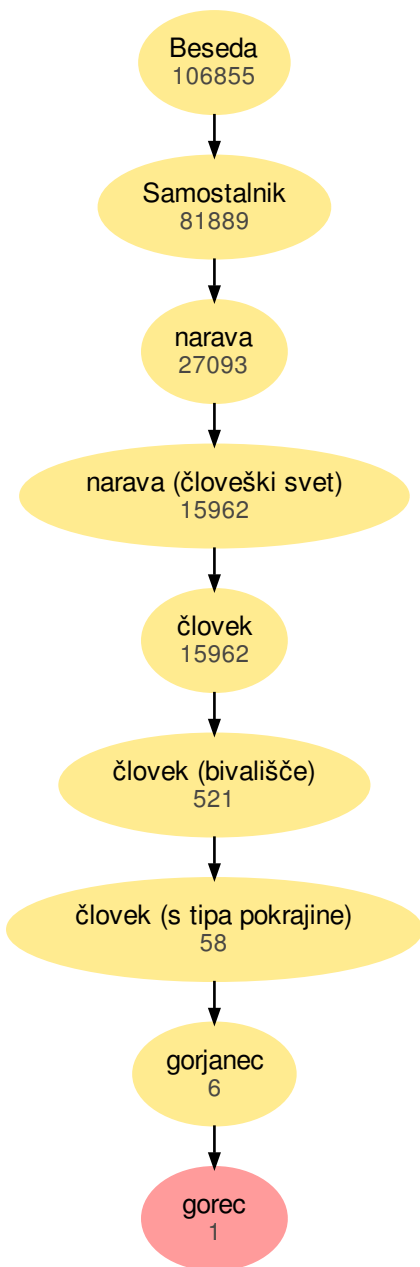 Beseda
106855
Samostalnik
81889
narava
27093
narava (človeški svet)
15962
človek
15962
človek (bivališče)
521
človek (s tipa pokrajine)
58
gorjanec
6
gorec
1